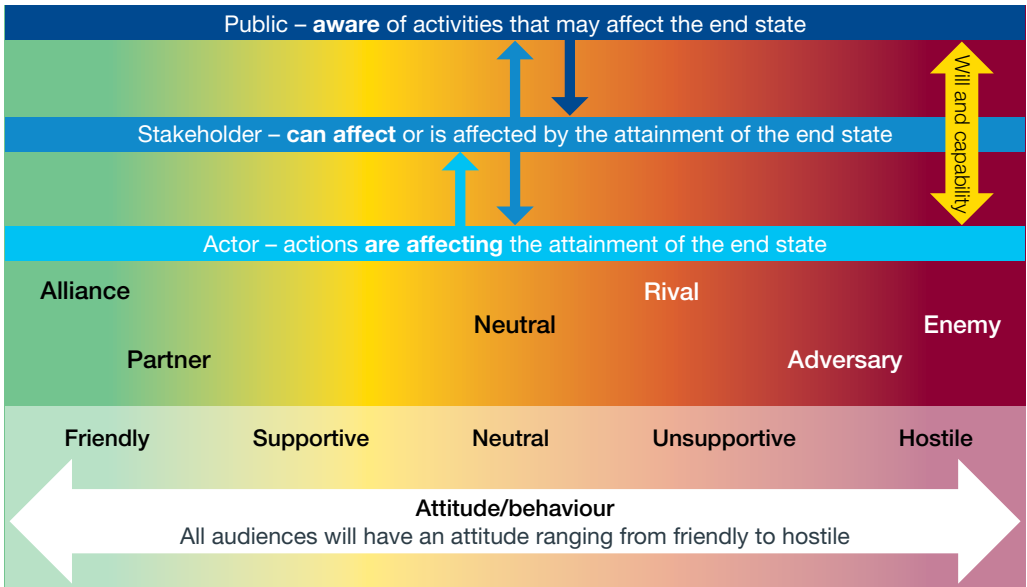 Public – aware of activities that may affect the end state
Will and capability
Stakeholder – can affect or is affected by the attainment of the end state
Actor – actions are affecting the attainment of the end state
Alliance
Rival
Neutral
Enemy
Partner
Adversary
Friendly
Supportive
Neutral
Unsupportive
Hostile
Attitude/behaviour
All audiences will have an attitude ranging from friendly to hostile